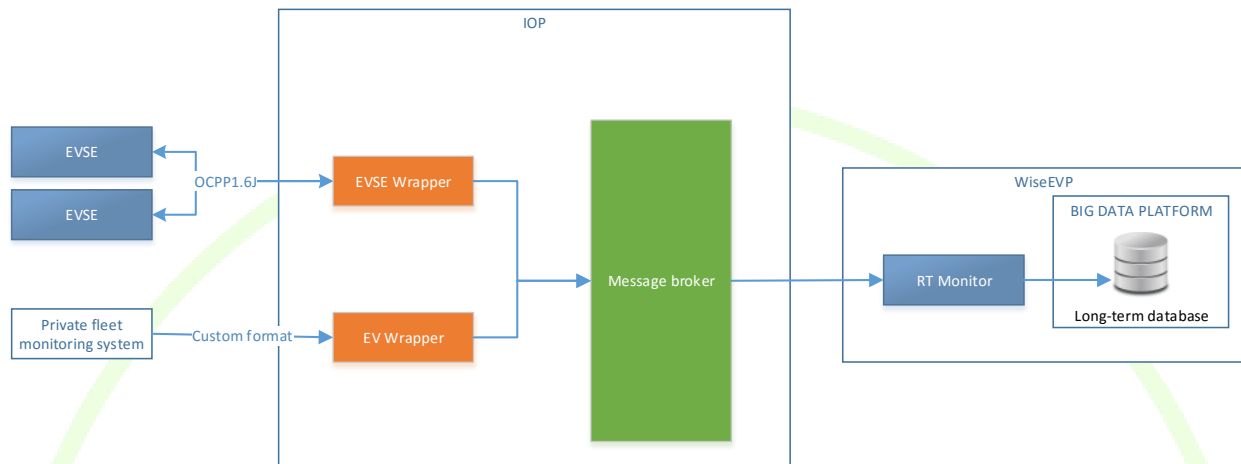 IOP
EVSE
OCPP1.6J
EVSE
EVSE Wrapper
Private fleet
monitoring system
Custom format
EV Wrapper
Message broker
WiseEVP
RT Monitor
BIG DATA PLATFORM
Long-term database